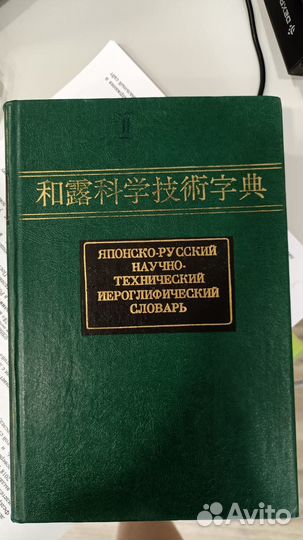 和露科学技術字典
ЯПОНСКО-РУССКИЙ
НАУЧНО-
ТЕХНИЧЕСКИЙ
ИЕРОГЛИФИЧЕСКИЙ
СЛОВАРЬ
Avito